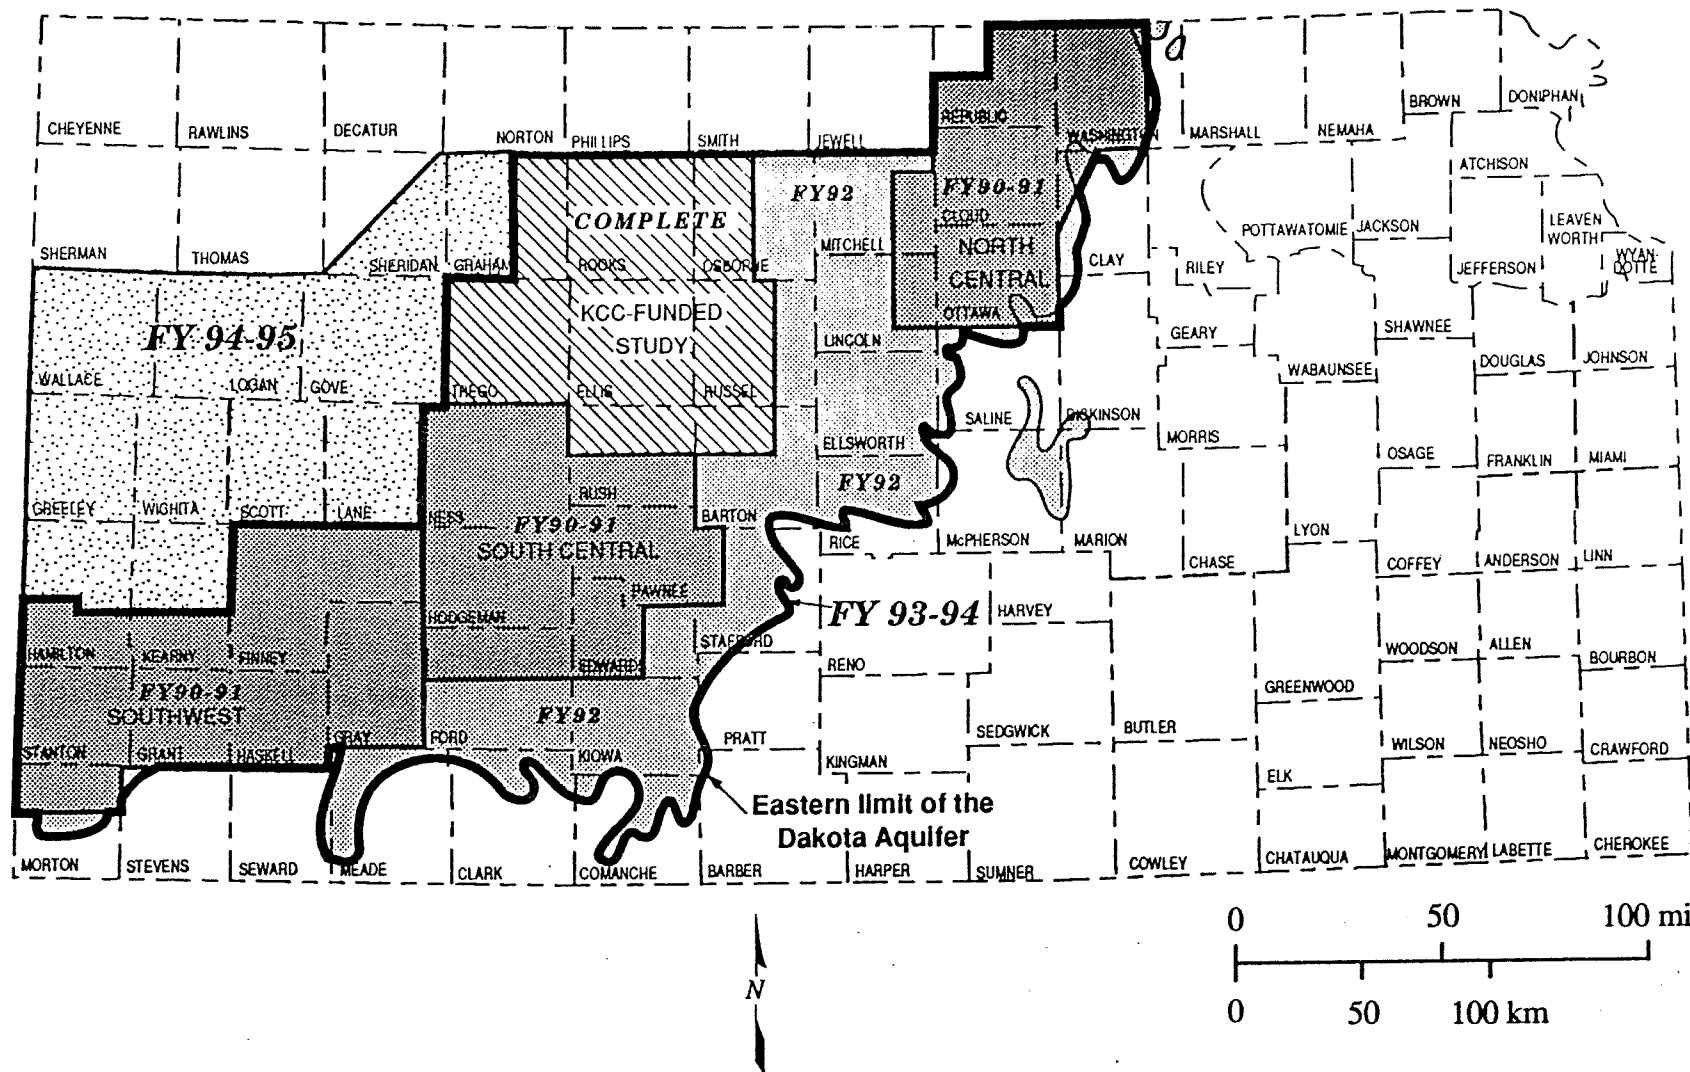 BROWN
DONIPHAN
CHEYENNE
RAWLINS
DECATUR
NORTON
PHILLIPS
SMITH
JEWELL
REPUBLIC
WASHINGTON
MARSHALL
NEMAHA
ATCHISON
FY92
FY90-91
COMPLETE
CLOUD
MITCHELL
NORTH
CENTRAL
CLAY
POTTAWATOMIE
JACKSON
LEAVEN
WORTH
WYAN-
DOTTE
SHERMAN
THOMAS
SHERIDAN
GRAHAM
ROOKS
OSBORNE
RILEY
JEFFERSON
KCC-FUNDED
STUDY
OTTAWA
FY 94-95
LINCOLN
GEARY
SHAWNEE
DOUGLAS
JOHNSON
WABAUNSEE
WALLACE
LOGAN
GOVE
TREGO
ELLIS
RUSSEL
SALINE
DICKINSON
ELLSWORTH
MORRIS
OSAGE
FRANKLIN
MIAMI
FY92
GREELEY
WICHITA
SCOTT
LANE
NESS
RUSH
BARTON
FY90-91
SOUTH CENTRAL
RICE
McPHERSON
MARION
LYON
CHASE
COFFEY
ANDERSON
LINN
PAWNEE
HODGEMAN
FY 93-94
HARVEY
STAFFORD
HAMILTON
KEARNY
FINNEY
EDWARDS
RENO
WOODSON
ALLEN
BOURBON
FY90-91
SOUTHWEST
FY92
GREENWOOD
STANTON
GRANT
HASKELL
GRAY
FORD
KIOWA
PRATT
KINGMAN
SEDGWICK
BUTLER
WILSON
NEOSHO
CRAWFORD
ELK
Eastern limit of the
Dakota Aquifer
MORTON
STEVENS
SEWARD
MEADE
CLARK
COMANCHE
BARBER
HARPER
SUMNER
COWLEY
CHATAUQUA
MONTGOMERY
LABETTE
CHEROKEE
0 50 100 mi
0 50 100 km
N